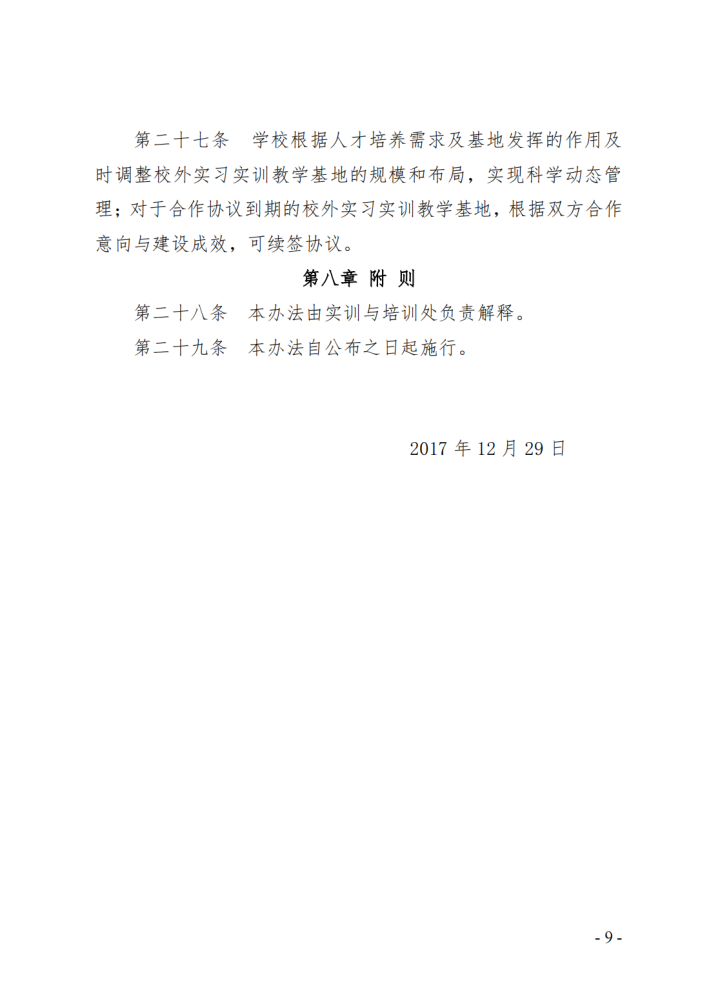 第二十七条 学校根据人才培养需求及基地发挥的作用及
时调整校外实习实训教学基地的规模和布局，实现科学动态管
理；对于合作协议到期的校外实习实训教学基地，根据双方合作
意向与建设成效，可续签协议。
第八章 附 则
第二十八条 本办法由实训与培训处负责解释。
第二十九条 本办法自公布之日起施行。
2017 年 12 月 29 日
- 9 -